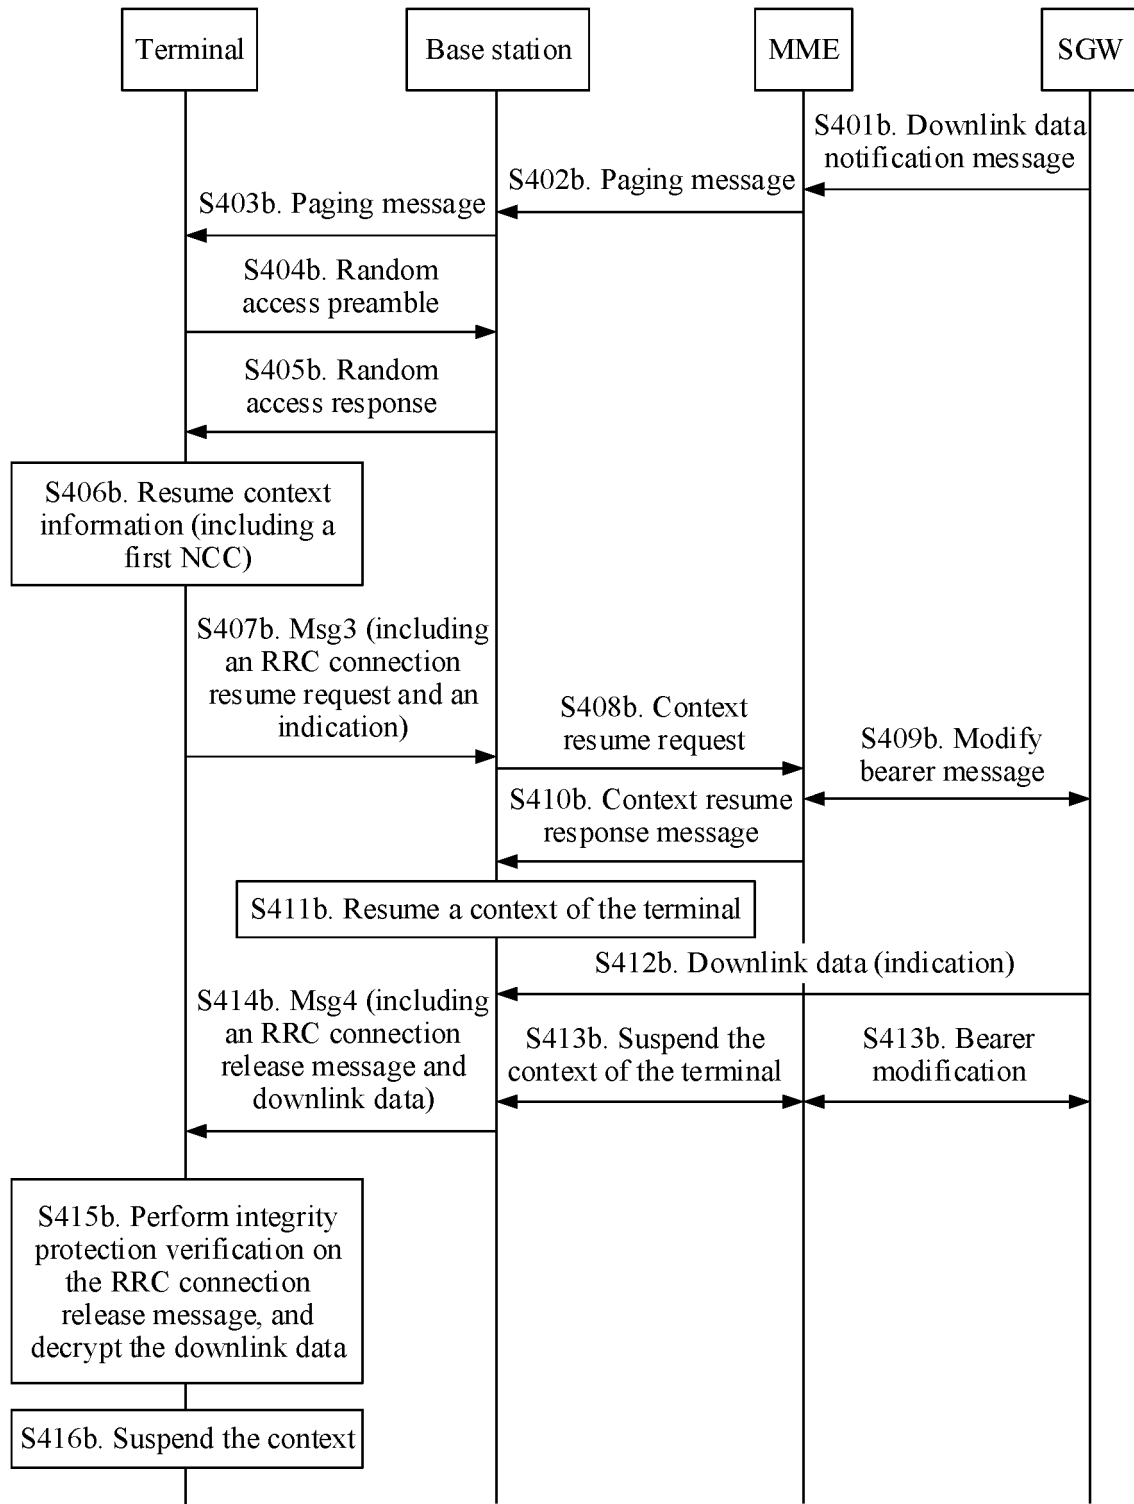 Terminal
Base station
MME
SGW
S401b. Downlink data
notification message
S402b. Paging message
S403b. Paging message
S404b. Random
access preamble
S405b. Random
access response
S406b. Resume context
information (including a
first NCC)
S407b. Msg3 (including
an RRC connection
resume request and an
indication)
S408b. Context
resume request
S409b. Modify
bearer message
S410b. Context resume
response message
S411b. Resume a context of the terminal
S412b. Downlink data (indication)
S414b. Msg4 (including
an RRC connection
release message and
downlink data)
S413b. Suspend the
context of the terminal
S413b. Bearer
modification
S415b. Perform integrity
protection verification on
the RRC connection
release message, and
decrypt the downlink data
S416b. Suspend the context